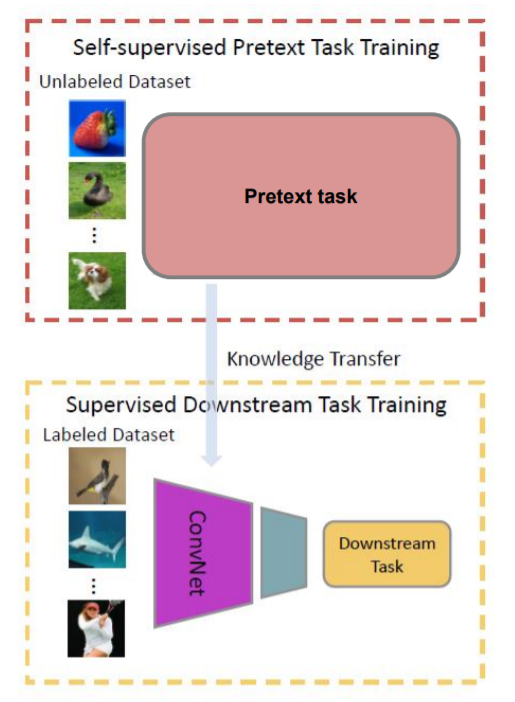 Self-supervised Pretext Task Training
Unlabeled Dataset
Pretext task
Knowledge Transfer
Supervised Downstream Task Training
Labeled Dataset
ConvNet
Downstream
Task